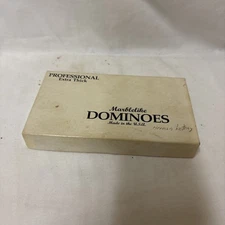 PROFESSIONAL
Extra Thick
Marblelike
DOMINOES
Made in the U.S.A.